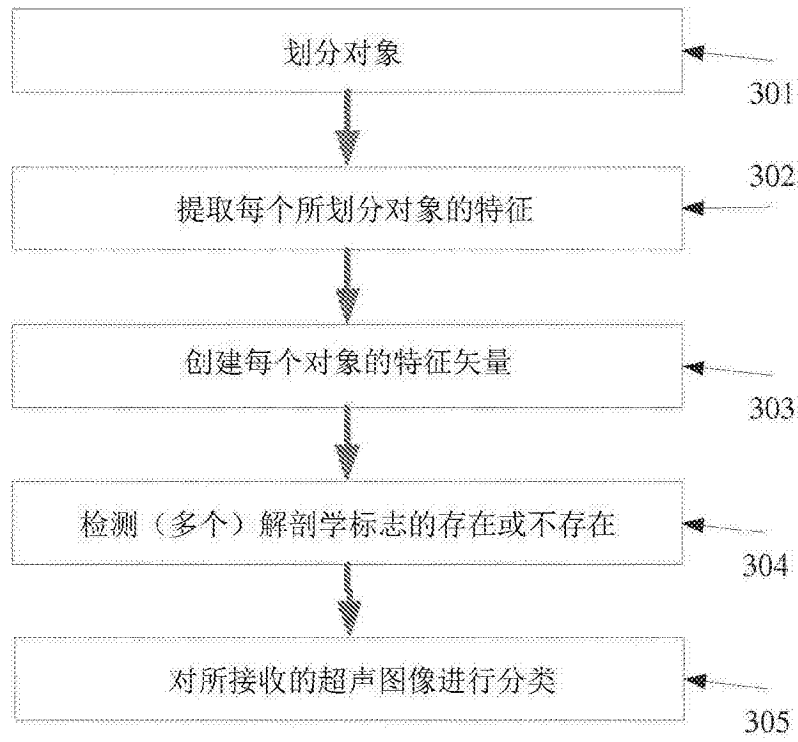 划分对象
301
302
提取每个所划分对象的特征
创建每个对象的特征矢量
303
检测（多个）解剖学标志的存在或不存在
304
对所接收的超声图像进行分类
305